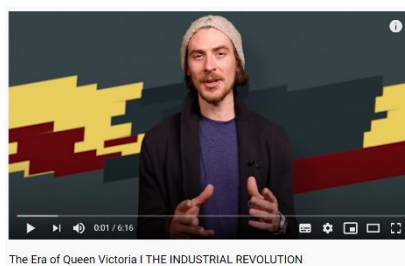 0:01 / 6:16
The Era of Queen Victoria I THE INDUSTRIAL REVOLUTION